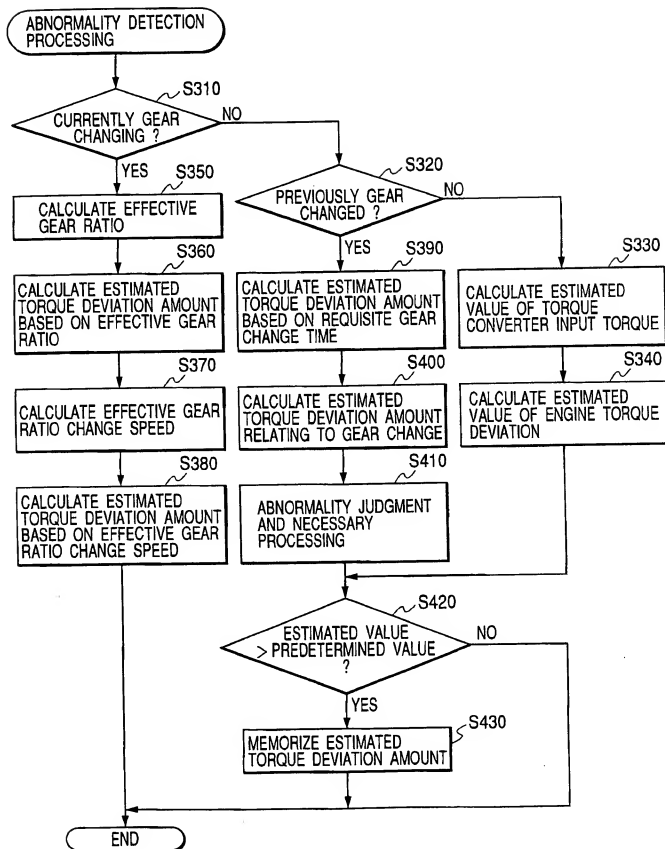 ABNORMALITY DETECTION
PROCESSING
S310
CURRENTLY GEAR
CHANGING ?
NO
YES
S350
CALCULATE EFFECTIVE
GEAR RATIO
S360
CALCULATE ESTIMATED
TORQUE DEVIATION AMOUNT
BASED ON EFFECTIVE GEAR
RATIO
S370
CALCULATE EFFECTIVE GEAR
RATIO CHANGE SPEED
S380
CALCULATE ESTIMATED
TORQUE DEVIATION AMOUNT
BASED ON EFFECTIVE GEAR
RATIO CHANGE SPEED
S320
PREVIOUSLY GEAR
CHANGED ?
NO
YES
S390
CALCULATE ESTIMATED
TORQUE DEVIATION AMOUNT
BASED ON REQUISITE GEAR
CHANGE TIME
S400
CALCULATE ESTIMATED
TORQUE DEVIATION AMOUNT
RELATING TO GEAR CHANGE
S410
ABNORMALITY JUDGMENT
AND NECESSARY
PROCESSING
S330
CALCULATE ESTIMATED
VALUE OF TORQUE
CONVERTER INPUT TORQUE
S340
CALCULATE ESTIMATED
VALUE OF ENGINE TORQUE
DEVIATION
S420
ESTIMATED VALUE
> PREDETERMINED VALUE
?
NO
YES
S430
MEMORIZE ESTIMATED
TORQUE DEVIATION AMOUNT
END